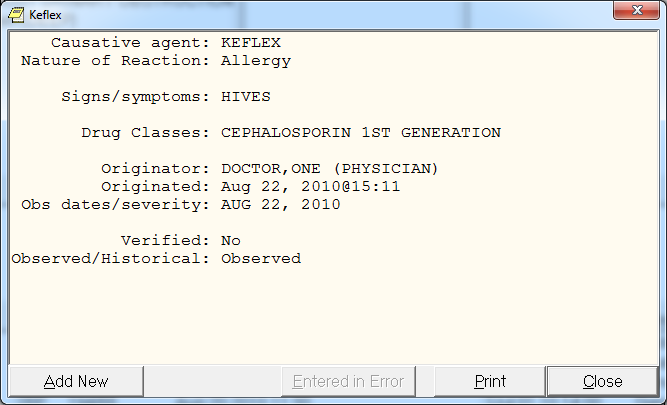 Keflex
Causative agent: KEFLEX
Nature of Reaction: Allergy
Signs/symptoms: HIVES
Drug Classes: CEPHALOSPORIN 1ST GENERATION
Originator: DOCTOR,ONE (PHYSICIAN)
Originated: Aug 22, 2010@15:11
Obs dates/severity: AUG 22, 2010
Verified: No
Observed/Historical: Observed
Add New Entered in Error Print Close